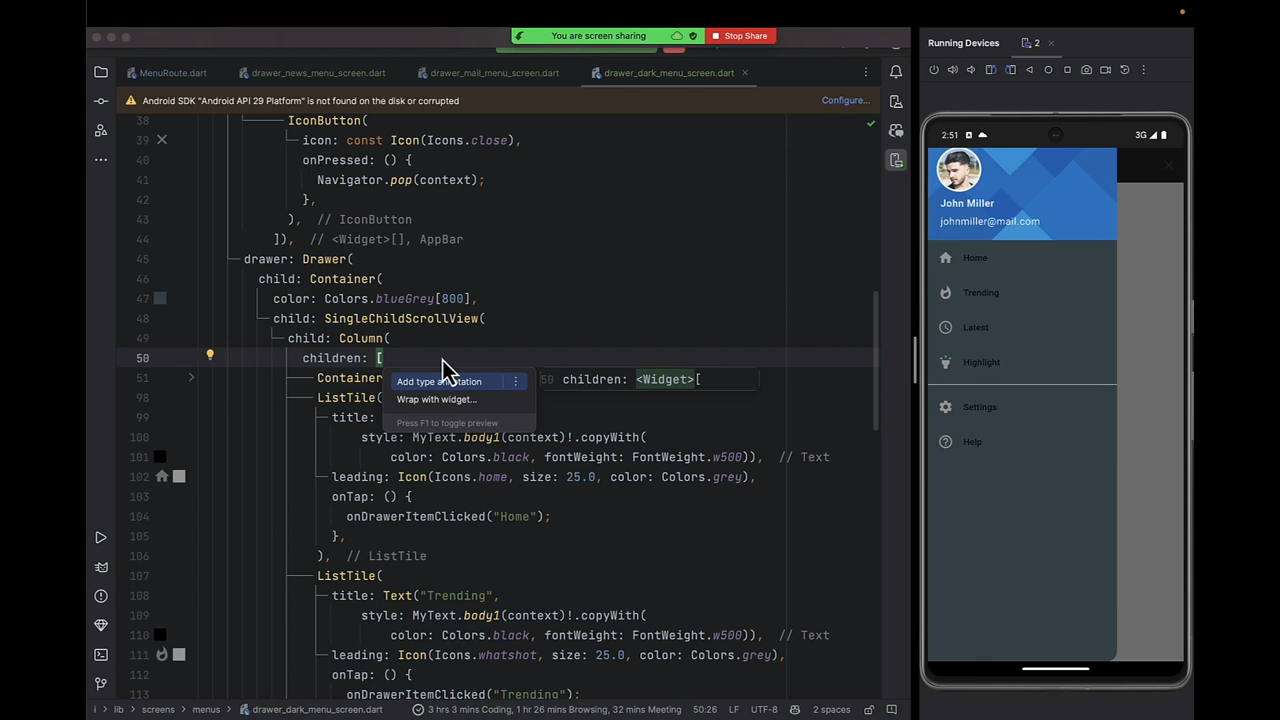 You are screen sharing
Stop Share
MenuRoute.dart
drawer_news_menu_screen.dart
drawer_mail_menu_screen.dart
drawer_dark_menu_screen.dart
Android SDK "Android API 29 Platform" is not found on the disk or corrupted
Configure...
38 IconButton(
39 icon: const Icon(Icons.close),
40 onPressed: () {
41 Navigator.pop(context);
42 },
43 ), // IconButton
44 ]), // <Widget>[], AppBar
45 drawer: Drawer(
46 child: Container(
47 color: Colors.blueGrey[800],
48 child: SingleChildScrollView(
49 child: Column(
50 children: [
51 Container
98 ListTile(
99 title:
100 style: MyText.body1(context)!.copyWith(
101 color: Colors.black, fontWeight: FontWeight.w500)), // Text
102 leading: Icon(Icons.home, size: 25.0, color: Colors.grey),
103 onTap: () {
104 onDrawerItemClicked("Home");
105 },
106 ), // ListTile
107 ListTile(
108 title: Text("Trending",
109 style: MyText.body1(context)!.copyWith(
110 color: Colors.black, fontWeight: FontWeight.w500)), // Text
111 leading: Icon(Icons.whatshot, size: 25.0, color: Colors.grey),
112 onTap: () {
113 onDrawerItemClicked("Trending");
Add type annotation
Wrap with widget...
Press F1 to toggle preview
50 children: <Widget>[
lib screens menus drawer_dark_menu_screen.dart
3 hrs 3 mins Coding, 1 hr 26 mins Browsing, 32 mins Meeting
50:26
LF
UTF-8
2 spaces
Running Devices
2
2:51
3G
John Miller
johnmiller@mail.com
Home
Trending
Latest
Highlight
Settings
Help